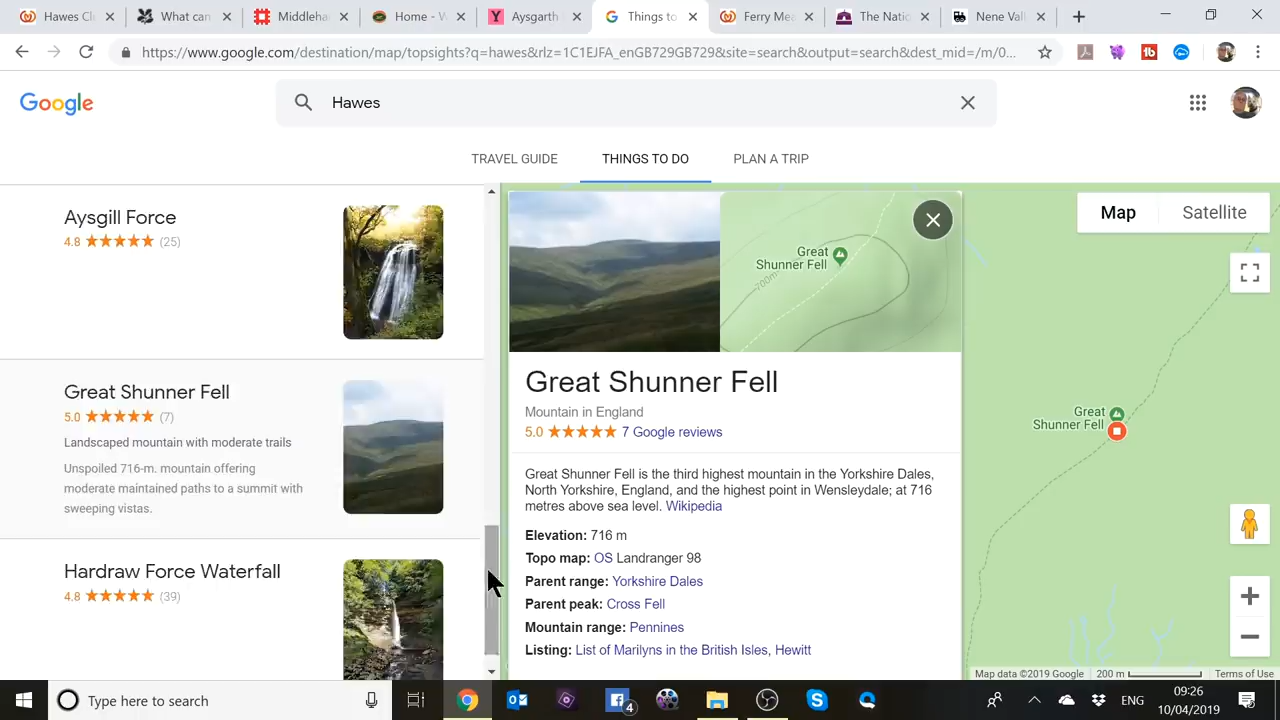 Hawes Cl
What can
Middleha
Home - W
Aysgarth
Things to
Ferry Mea
The Natio
Nene Vall
https://www.google.com/destination/map/topsights?q=hawes&rlz=1C1EJFA_enGB729GB729&site=search&output=search&dest_mid=/m/0...
Google
Hawes
TRAVEL GUIDE
THINGS TO DO
PLAN A TRIP
Aysgill Force
4.8 ★★★★★ (25)
Great Shunner Fell
5.0 ★★★★★ (7)
Landscaped mountain with moderate trails
Unspoiled 716-m. mountain offering
moderate maintained paths to a summit with
sweeping vistas.
Hardraw Force Waterfall
4.8 ★★★★★ (39)
Great
Shunner Fell
700m
Great Shunner Fell
Mountain in England
5.0 ★★★★★ 7 Google reviews
Great Shunner Fell is the third highest mountain in the Yorkshire Dales,
North Yorkshire, England, and the highest point in Wensleydale; at 716
metres above sea level. Wikipedia
Elevation: 716 m
Topo map: OS Landranger 98
Parent range: Yorkshire Dales
Parent peak: Cross Fell
Mountain range: Pennines
Listing: List of Marilyns in the British Isles, Hewitt
Map
Satellite
Great
Shunner Fell
Map data ©2019 Google
200 m
Terms of Use
Type here to search
4
ENG
09:26
10/04/2019